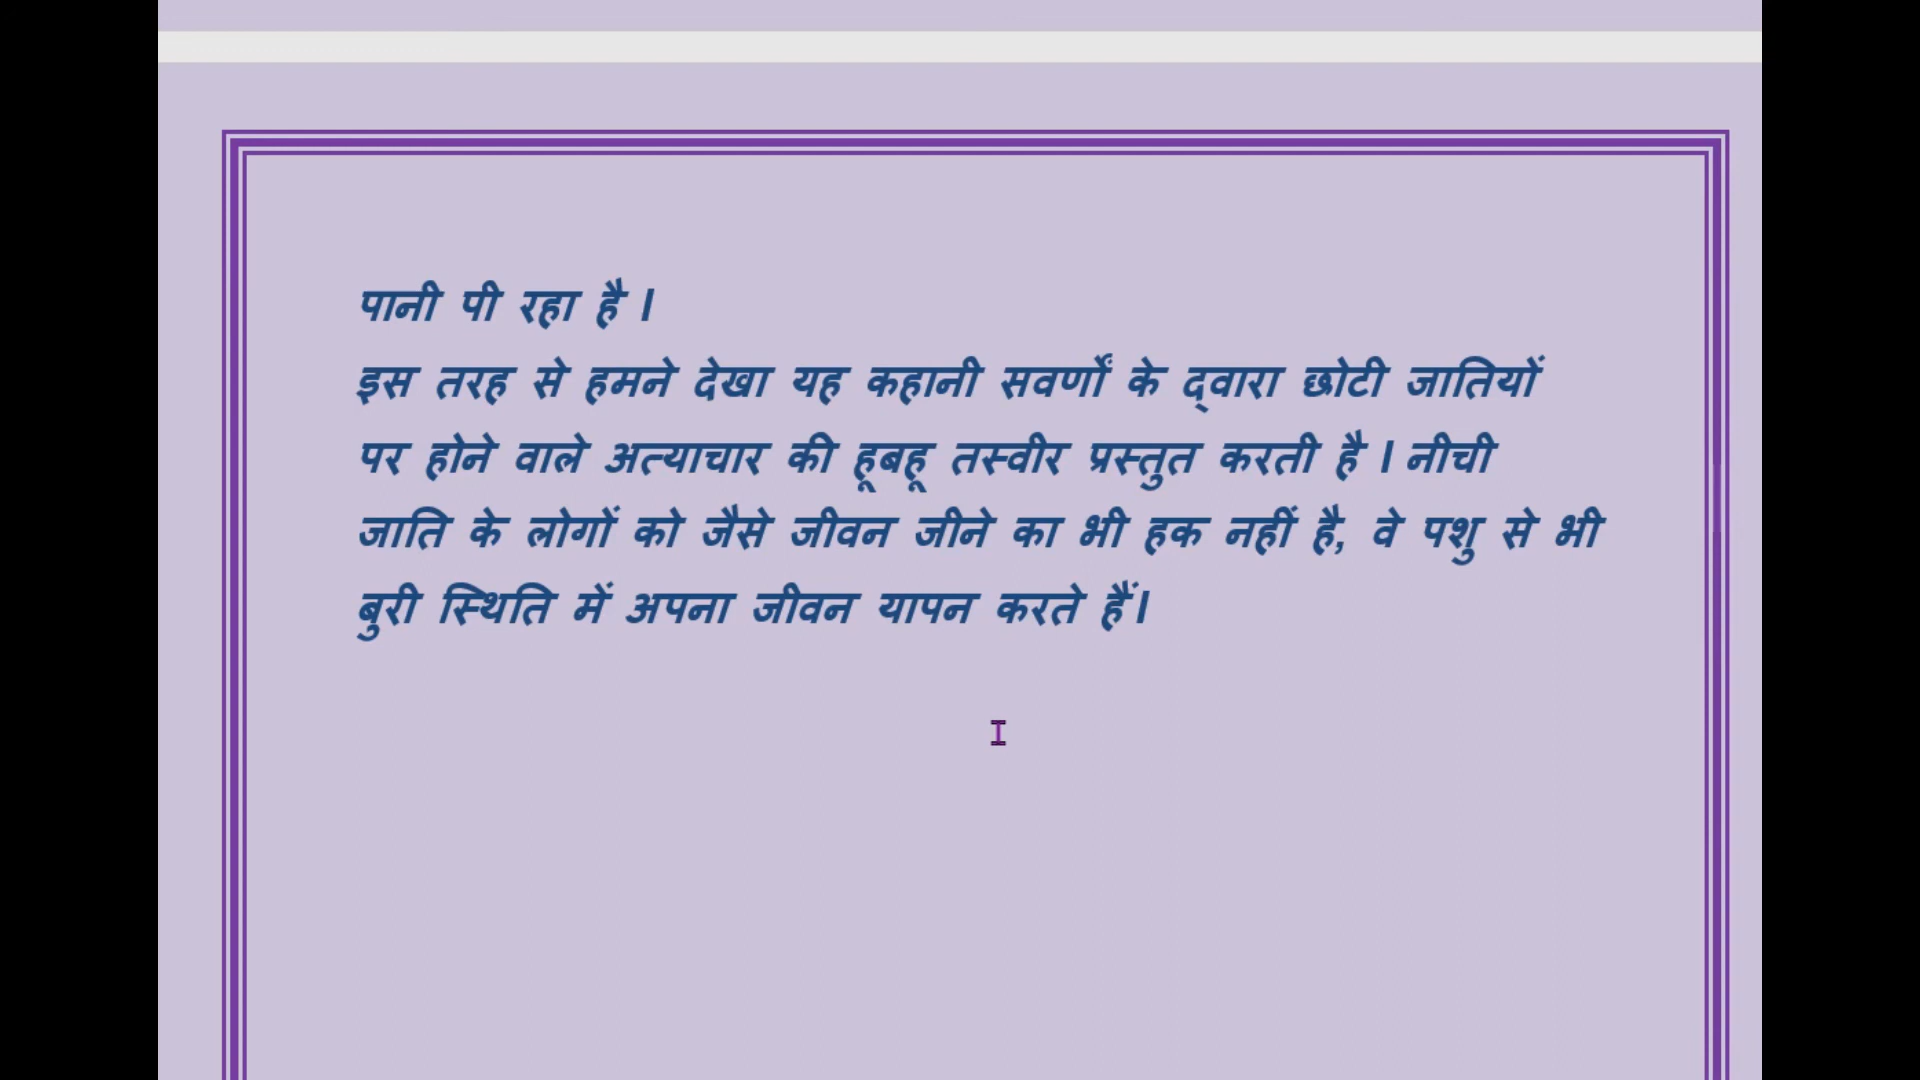 पानी पी रहा है ।
इस तरह से हमने देखा यह कहानी सवर्णों के द्वारा छोटी जातियों
पर होने वाले अत्याचार की हूबहू तस्वीर प्रस्तुत करती है । नीची
जाति के लोगों को जैसे जीवन जीने का भी हक नहीं है, वे पशु से भी
बुरी स्थिति में अपना जीवन यापन करते हैं।